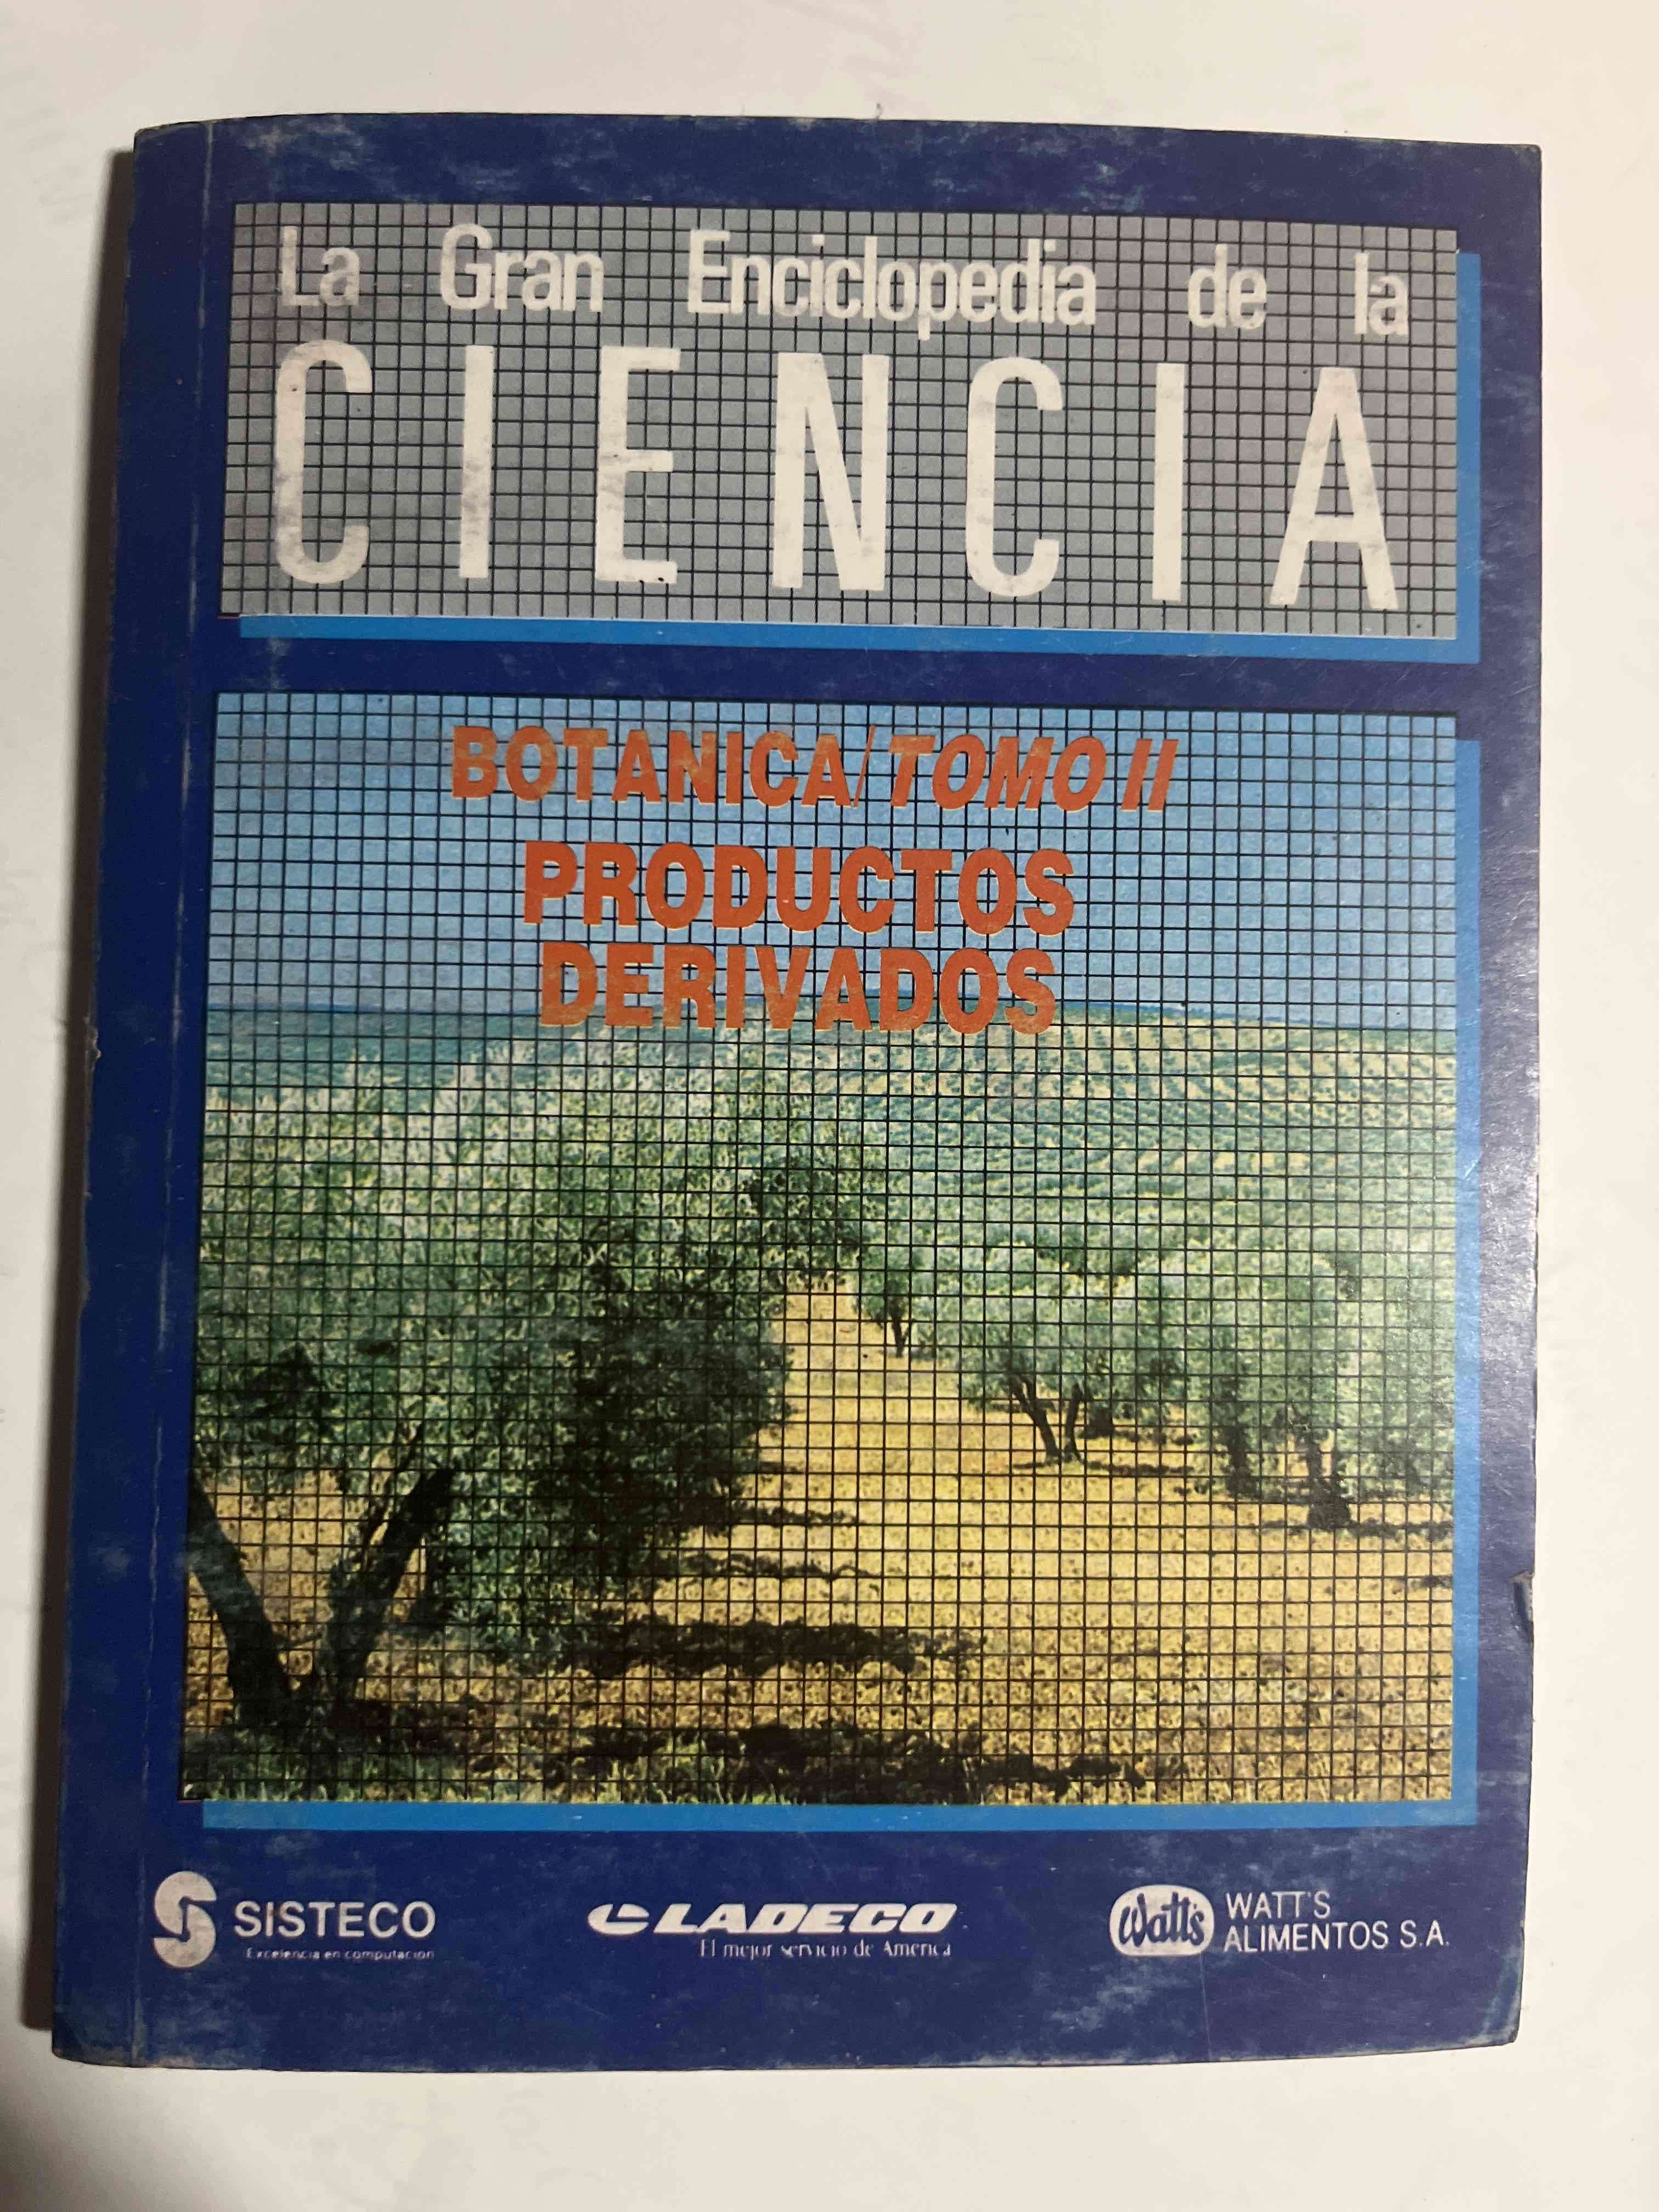 La Gran Enciclopedia de la
CIENCIA
BOTANICA/TOMO II
PRODUCTOS
DERIVADOS
SISTECO
Excelencia en computacion
LADECO
El mejor servicio de America
Watt's
WATT'S
ALIMENTOS S.A.